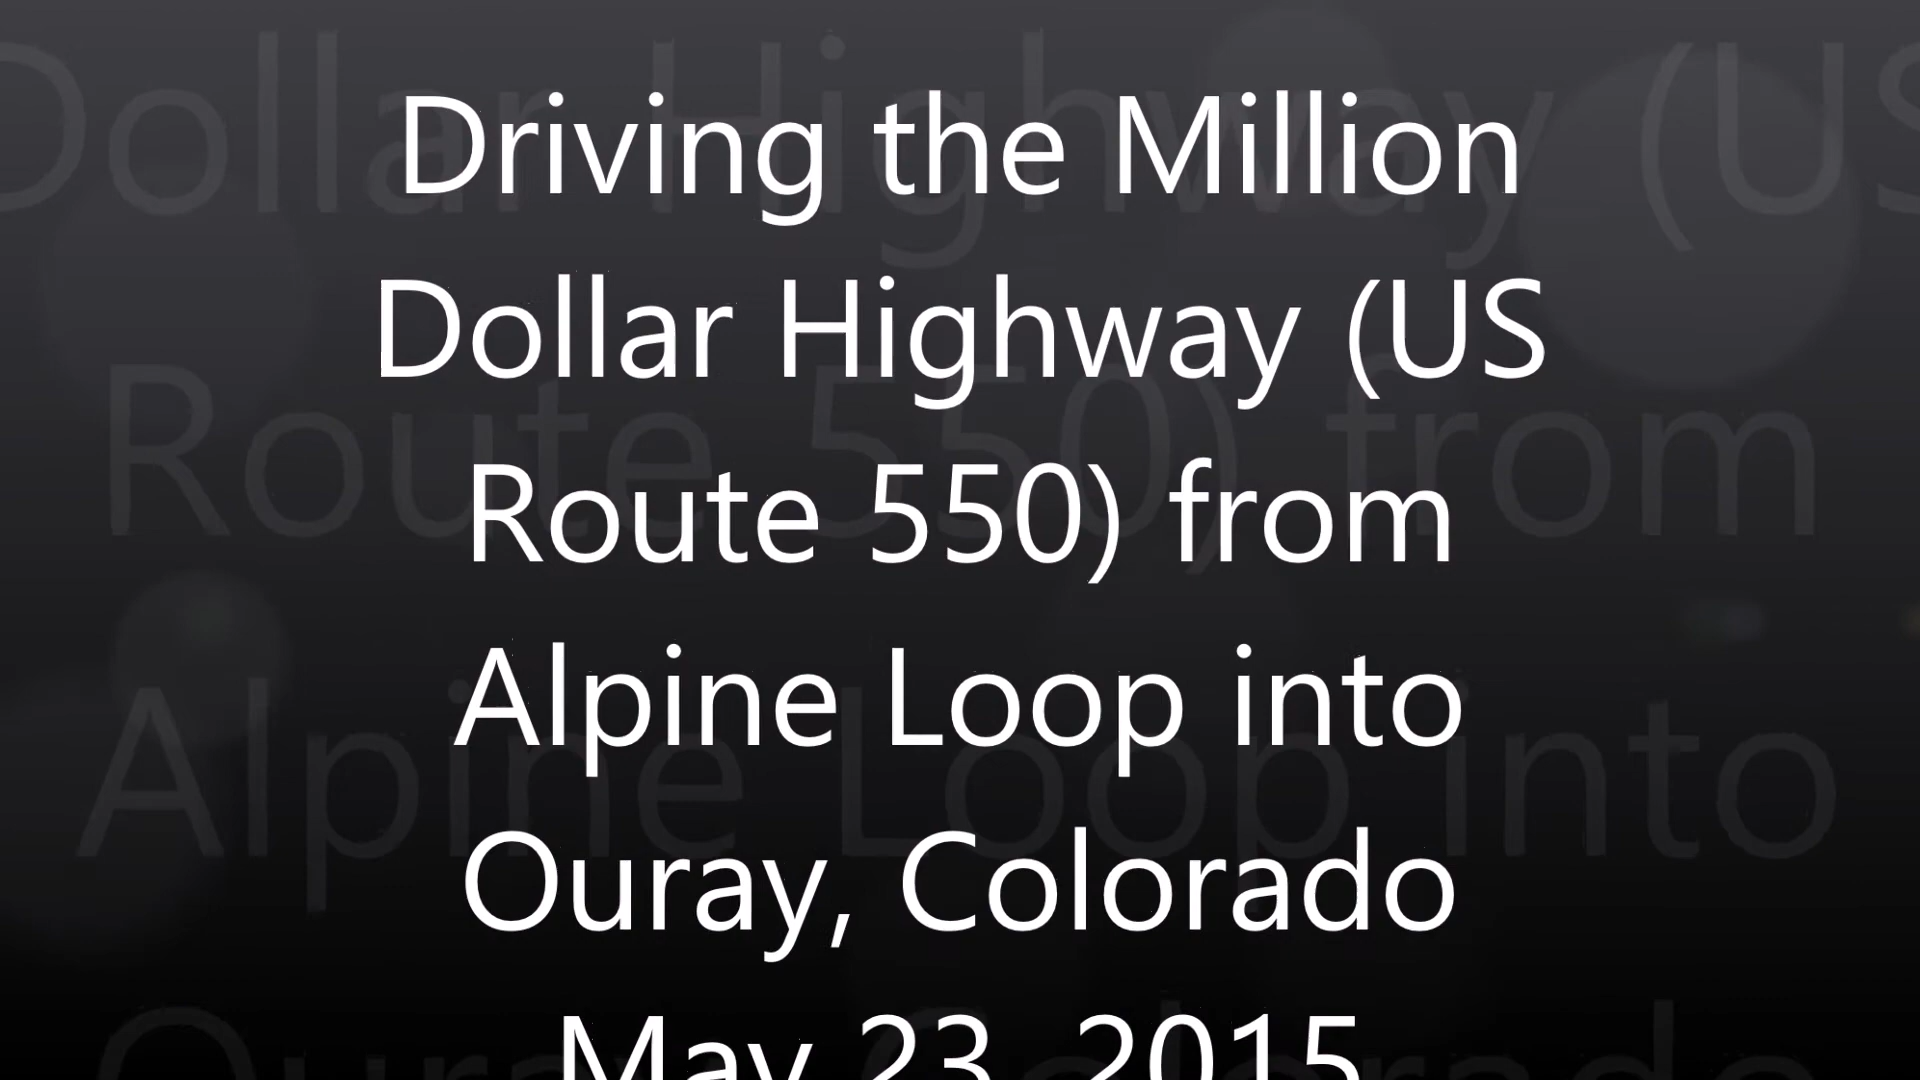 Driving the Million
Dollar Highway (US
Route 550) from
Alpine Loop into
Ouray, Colorado
May 23, 2015